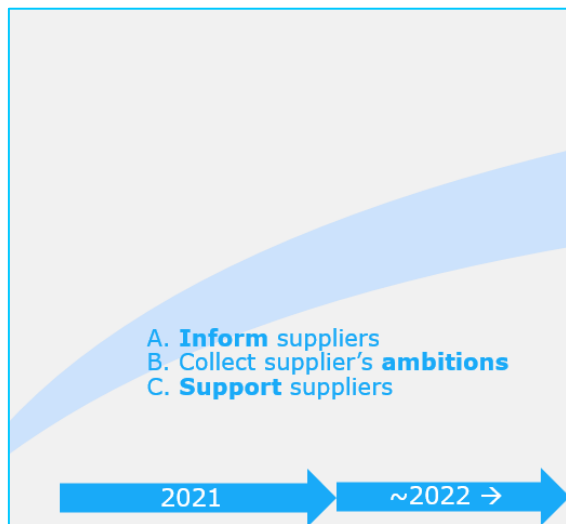 A. Inform suppliers
B. Collect supplier's ambitions
C. Support suppliers
2021
~2022 →